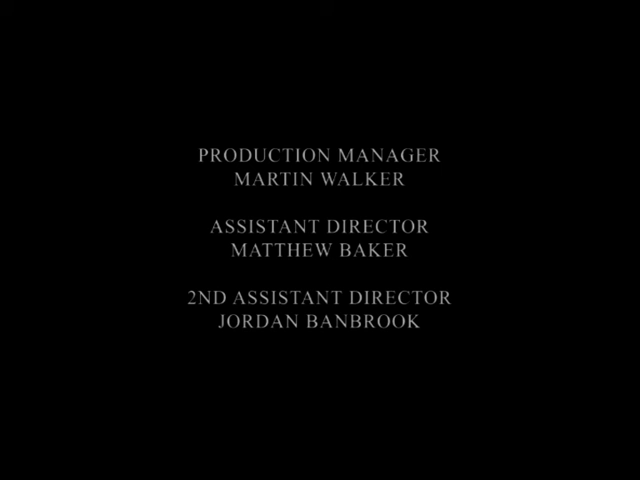 PRODUCTION MANAGER
MARTIN WALKER
ASSISTANT DIRECTOR
MATTHEW BAKER
2ND ASSISTANT DIRECTOR
JORDAN BANBROOK